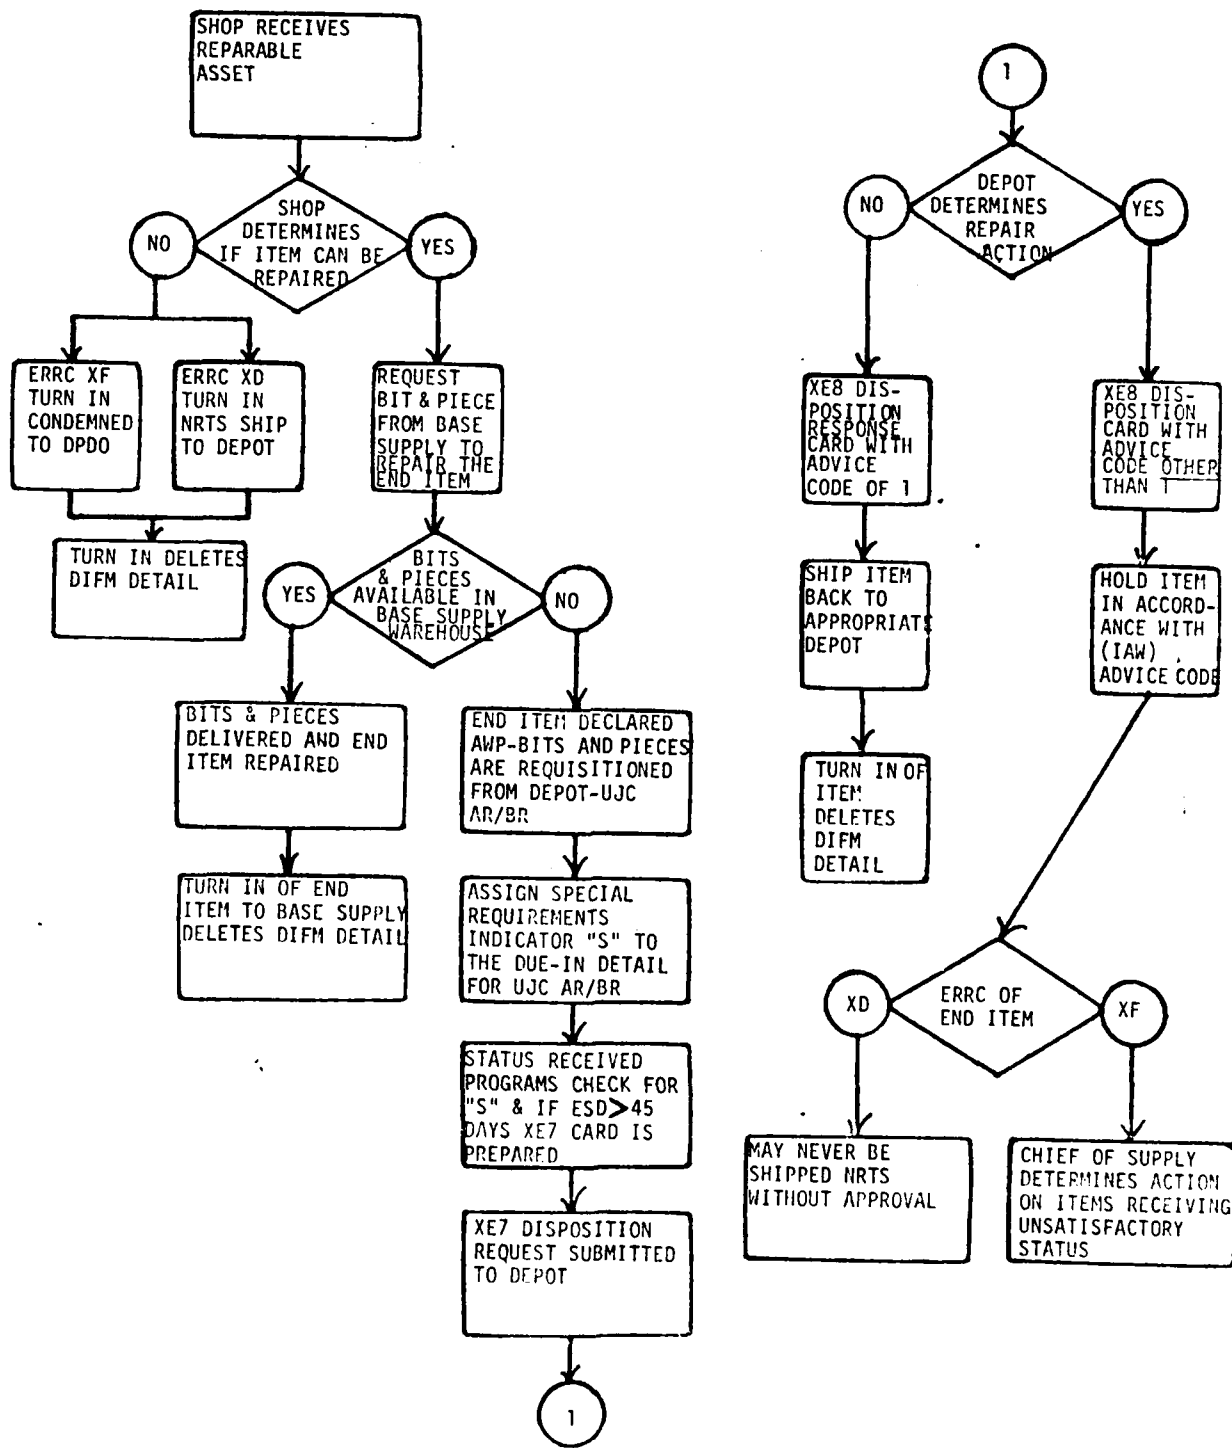 SHOP RECEIVES
REPARABLE
ASSET
SHOP
DETERMINES
IF ITEM CAN BE
REPAIRED
NO
YES
ERRC XF
TURN IN
CONDEMNED
TO DPDO
ERRC XD
TURN IN
NRTS SHIP
TO DEPOT
REQUEST
BIT & PIECE
FROM BASE
SUPPLY TO
REPAIR THE
END ITEM
TURN IN DELETES
DIFM DETAIL
BITS
& PIECES
AVAILABLE IN
BASE SUPPLY
WAREHOUSE
YES
NO
BITS & PIECES
DELIVERED AND END
ITEM REPAIRED
TURN IN OF END
ITEM TO BASE SUPPLY
DELETES DIFM DETAIL
END ITEM DECLARED
AWP-BITS AND PIECES
ARE REQUISITIONED
FROM DEPOT-UJC
AR/BR
ASSIGN SPECIAL
REQUIREMENTS
INDICATOR "S" TO
THE DUE-IN DETAIL
FOR UJC AR/BR
STATUS RECEIVED
PROGRAMS CHECK FOR
"S" & IF ESD>45
DAYS XE7 CARD IS
PREPARED
XE7 DISPOSITION
REQUEST SUBMITTED
TO DEPOT
1
1
DEPOT
DETERMINES
REPAIR
ACTION
NO
YES
XE8 DIS-
POSITION
RESPONSE
CARD WITH
ADVICE
CODE OF 1
SHIP ITEM
BACK TO
APPROPRIATE
DEPOT
TURN IN OF
ITEM
DELETES
DIFM
DETAIL
XE8 DIS-
POSITION
CARD WITH
ADVICE
CODE OTHER
THAN 1
HOLD ITEM
IN ACCORD-
ANCE WITH
(IAW)
ADVICE CODE
ERRC OF
END ITEM
XD
XF
MAY NEVER BE
SHIPPED NRTS
WITHOUT APPROVAL
CHIEF OF SUPPLY
DETERMINES ACTION
ON ITEMS RECEIVING
UNSATISFACTORY
STATUS